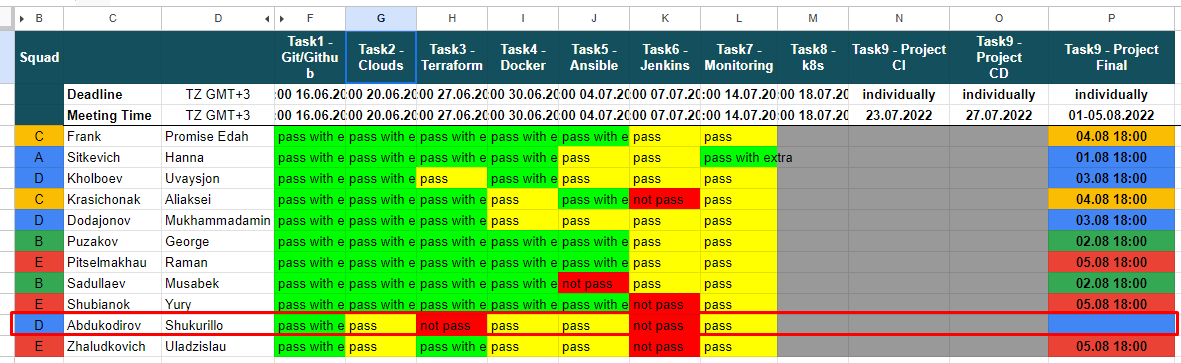 B C D F G H I J K L M N O P
Squad
Task1 -
Git/Githu
b
Task2 -
Clouds
Task3 -
Terraform
Task4 -
Docker
Task5 -
Ansible
Task6 -
Jenkins
Task7 -
Monitoring
Task8 -
k8s
Task9 - Project
CI
Task9 -
Project
CD
Task9 - Project
Final
Deadline TZ GMT+3 :00 16.06.20 :00 20.06.20 :00 27.06.20 :00 30.06.20 :00 04.07.20 :00 07.07.20 :00 14.07.20 :00 18.07.20 individually individually individually
Meeting Time TZ GMT+3 :00 16.06.20 :00 20.06.20 :00 27.06.20 :00 30.06.20 :00 04.07.20 :00 07.07.20 :00 14.07.20 :00 18.07.20 23.07.2022 27.07.2022 01-05.08.2022
C Frank Promise Edah pass with e pass with e pass with e pass with e pass with e pass pass 04.08 18:00
A Sitkevich Hanna pass with e pass with e pass with e pass with e pass pass pass with extra 01.08 18:00
D Kholboev Uvaysjon pass with e pass with e pass pass with e pass pass pass 03.08 18:00
C Krasichonak Aliaksei pass with e pass with e pass with e pass pass with e not pass pass 04.08 18:00
D Dodajonov Mukhammadamin pass with e pass with e pass with e pass pass pass pass 03.08 18:00
B Puzakov George pass with e pass with e pass with e pass with e pass with e pass pass 02.08 18:00
E Pitselmakhau Raman pass with e pass with e pass with e pass with e pass with e pass pass 05.08 18:00
B Sadullaev Musabek pass with e pass with e pass with e pass with e not pass pass pass 02.08 18:00
E Shubianok Yury pass with e pass with e pass with e pass with e pass with e not pass pass 05.08 18:00
D Abdukodirov Shukurillo pass with e pass not pass pass pass not pass pass
E Zhaludkovich Uladzislau pass with e pass pass with e pass pass not pass pass 05.08 18:00